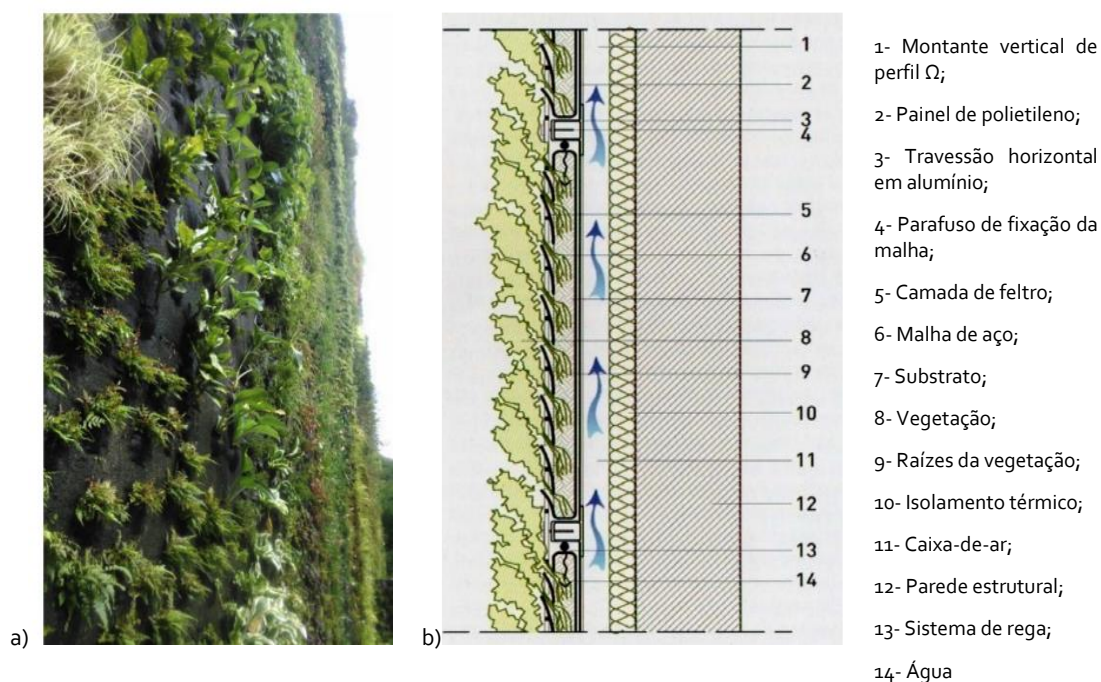 a)
b)
1
2
3
4
5
6
7
8
9
10
11
12
13
14
1- Montante vertical de
perfil Ω;
2- Painel de polietileno;
3- Travessão horizontal
em alumínio;
4- Parafuso de fixação da
malha;
5- Camada de feltro;
6- Malha de aço;
7- Substrato;
8- Vegetação;
9- Raízes da vegetação;
10- Isolamento térmico;
11- Caixa-de-ar;
12- Parede estrutural;
13- Sistema de rega;
14- Água